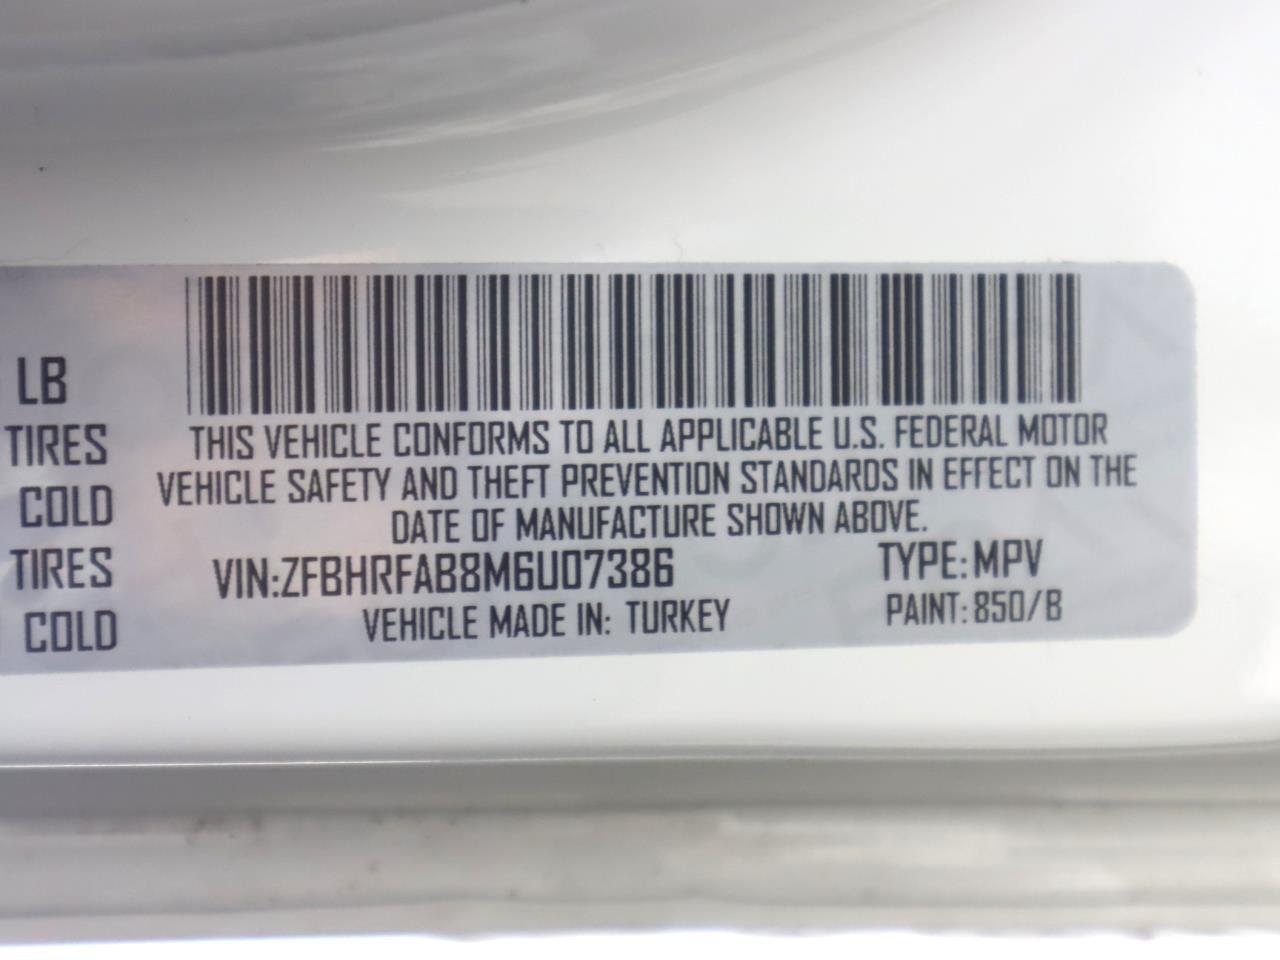 LB
TIRES
COLD
TIRES
COLD
THIS VEHICLE CONFORMS TO ALL APPLICABLE U.S. FEDERAL MOTOR
VEHICLE SAFETY AND THEFT PREVENTION STANDARDS IN EFFECT ON THE
DATE OF MANUFACTURE SHOWN ABOVE.
VIN:ZFBHRFAB8M6U07386 TYPE:MPV
VEHICLE MADE IN: TURKEY PAINT:850/B